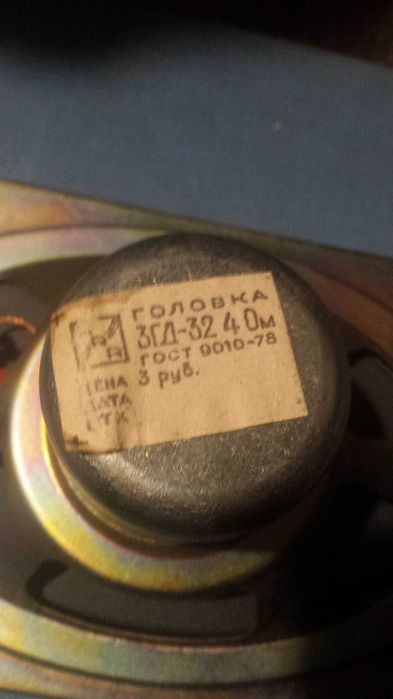 ГОЛОВКА
3ГД-32 4 Ом
ГОСТ 9010-78
ЦЕНА 3 руб.
ДАТА
ОТК